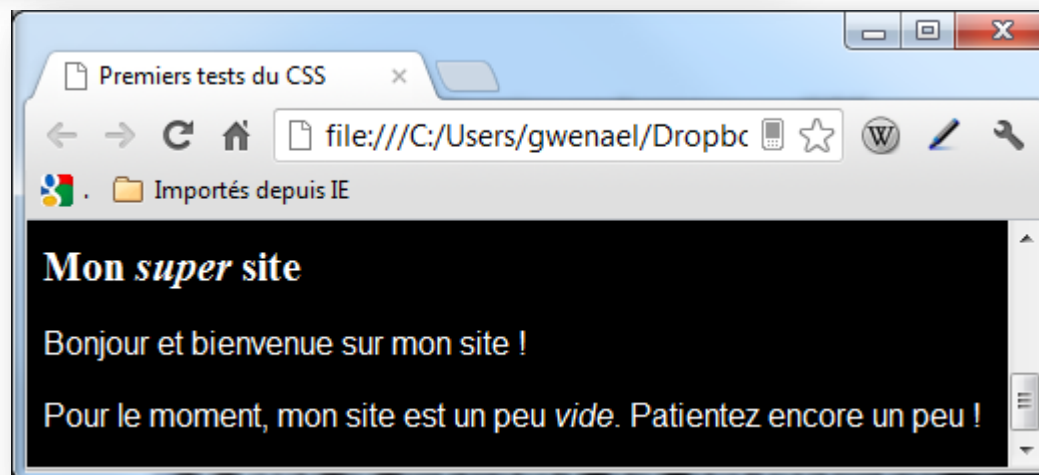 Premiers tests du CSS
file:///C:/Users/gwenael/Dropbc
. Importés depuis IE
Mon super site
Bonjour et bienvenue sur mon site !
Pour le moment, mon site est un peu vide. Patientez encore un peu !